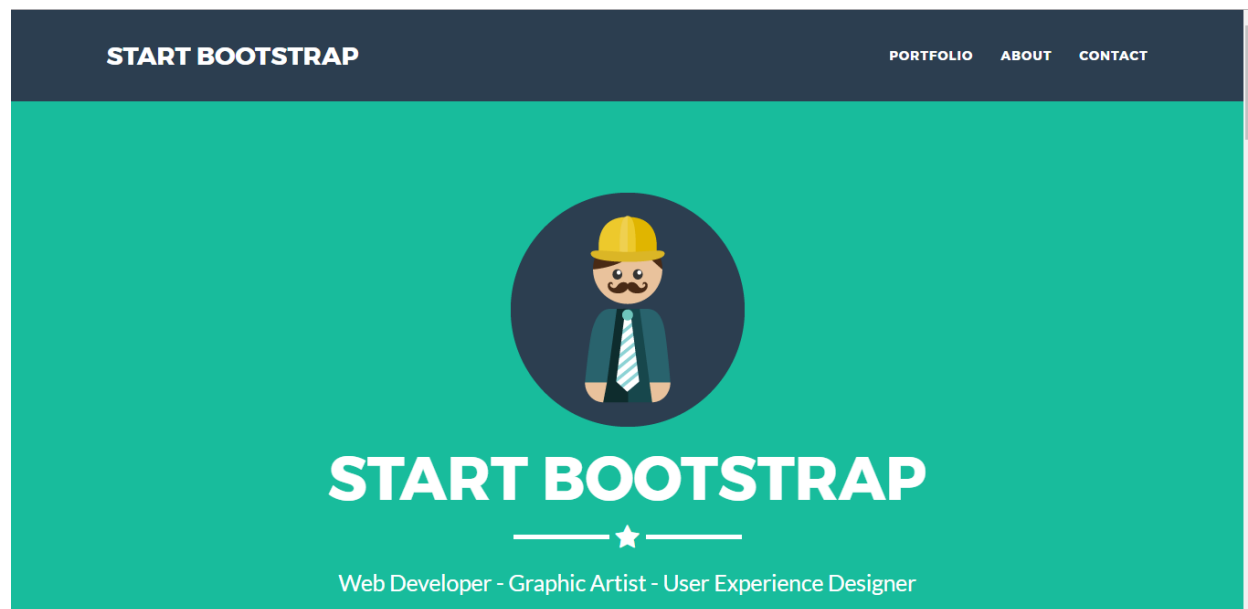 START BOOTSTRAP
PORTFOLIO ABOUT CONTACT
START BOOTSTRAP
Web Developer - Graphic Artist - User Experience Designer